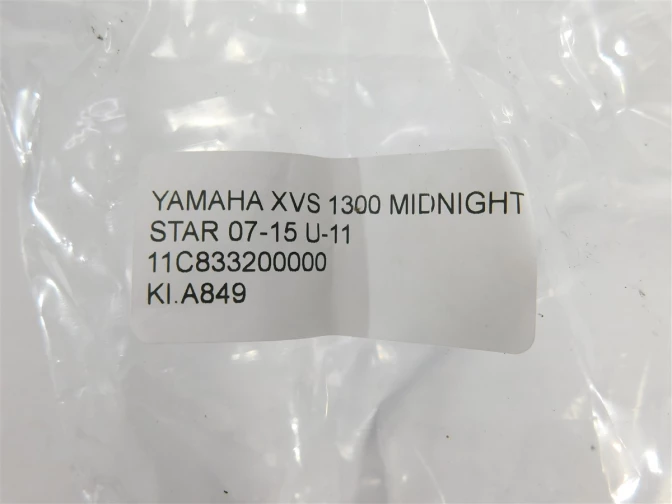 YAMAHA XVS 1300 MIDNIGHT
STAR 07-15 U-11
11C833200000
KI.A849